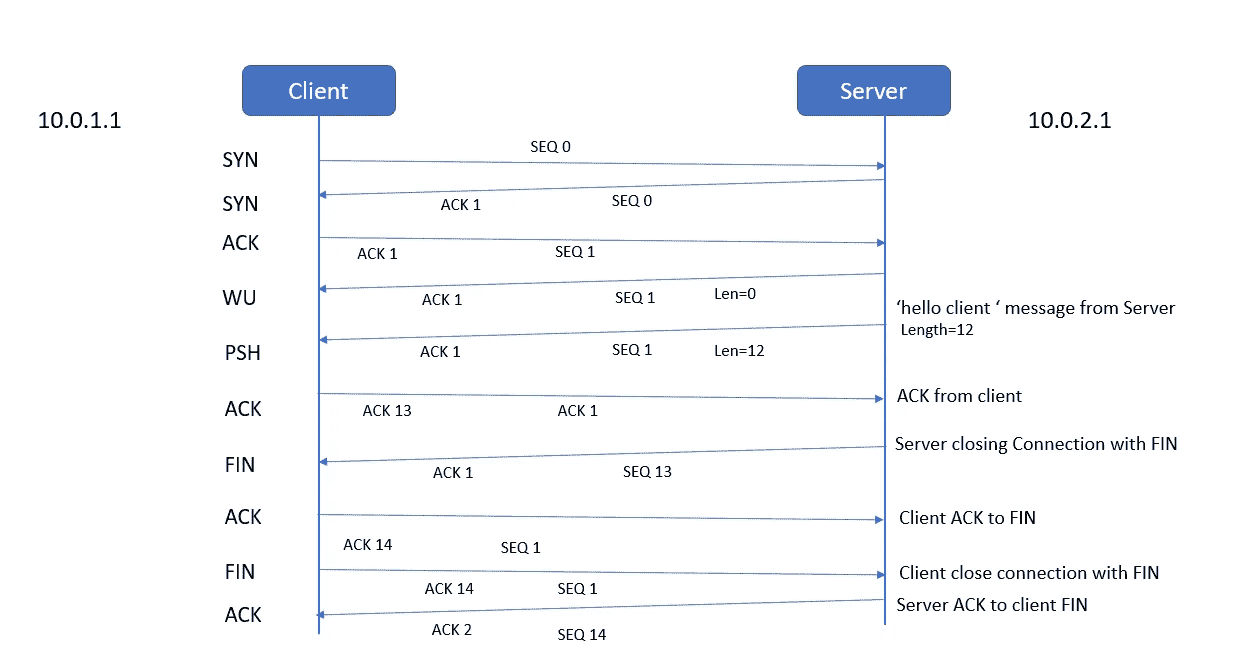 Client
Server
10.0.1.1
10.0.2.1
SEQ 0
SYN
SYN
ACK 1
SEQ 0
ACK
ACK 1
SEQ 1
WU
ACK 1
SEQ 1
Len=0
‘hello client ‘ message from Server
Length=12
PSH
ACK 1
SEQ 1
Len=12
ACK
ACK 13
ACK 1
ACK from client
Server closing Connection with FIN
FIN
ACK 1
SEQ 13
ACK
Client ACK to FIN
ACK 14
SEQ 1
FIN
Client close connection with FIN
ACK 14
SEQ 1
Server ACK to client FIN
ACK
ACK 2
SEQ 14